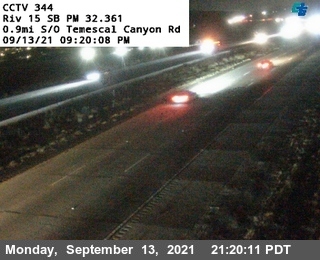 CCTV 344
Riv 15 SB PM 32.361
0.9mi S/O Temescal Canyon Rd
09/13/21 09:20:08 PM
Monday, September 13, 2021 21:20:11 PDT